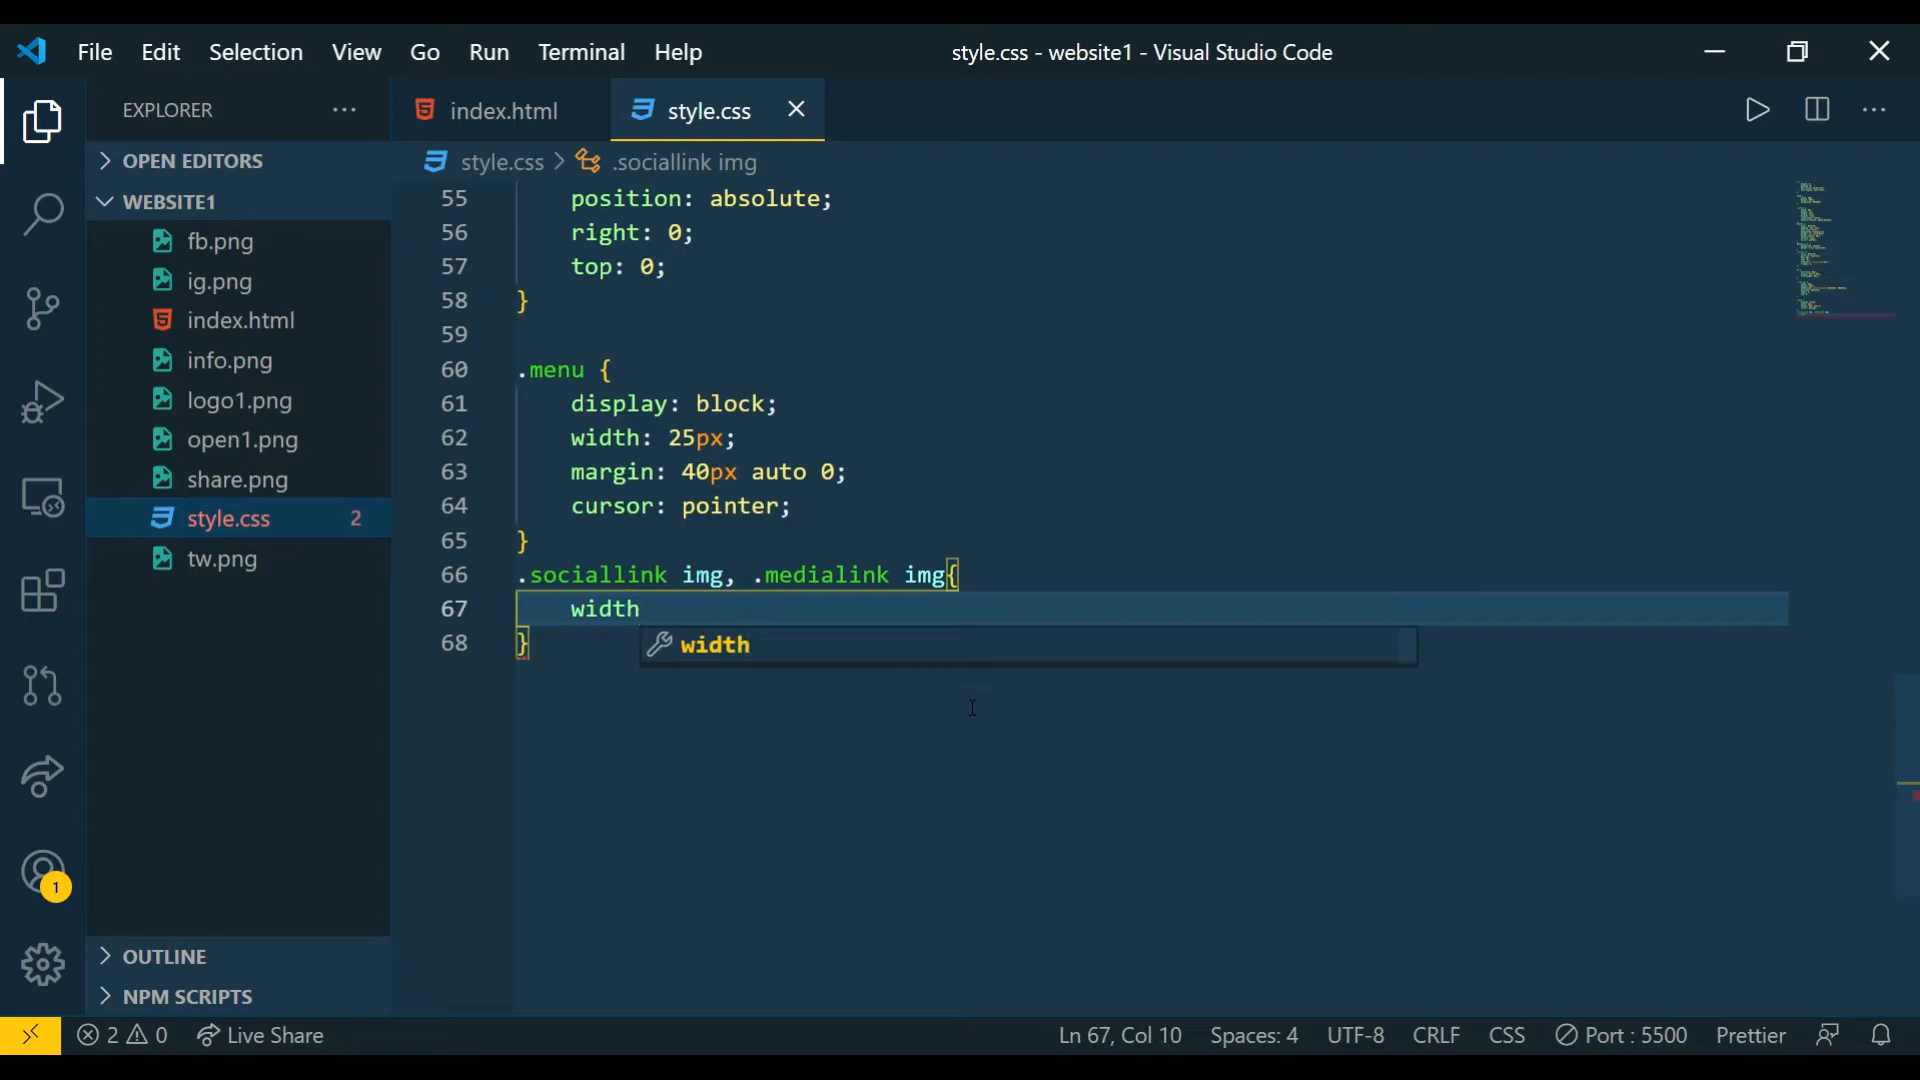 File Edit Selection View Go Run Terminal Help
style.css - website1 - Visual Studio Code
EXPLORER
index.html
style.css
OPEN EDITORS
style.css > .sociallink img
WEBSITE1
fb.png
ig.png
index.html
info.png
logo1.png
open1.png
share.png
style.css 2
tw.png
55 position: absolute;
56 right: 0;
57 top: 0;
58 }
59
60 .menu {
61 display: block;
62 width: 25px;
63 margin: 40px auto 0;
64 cursor: pointer;
65 }
66 .sociallink img, .medialink img{
67 width
68 }
width
1
OUTLINE
NPM SCRIPTS
2 0 Live Share
Ln 67, Col 10 Spaces: 4 UTF-8 CRLF CSS Port : 5500 Prettier